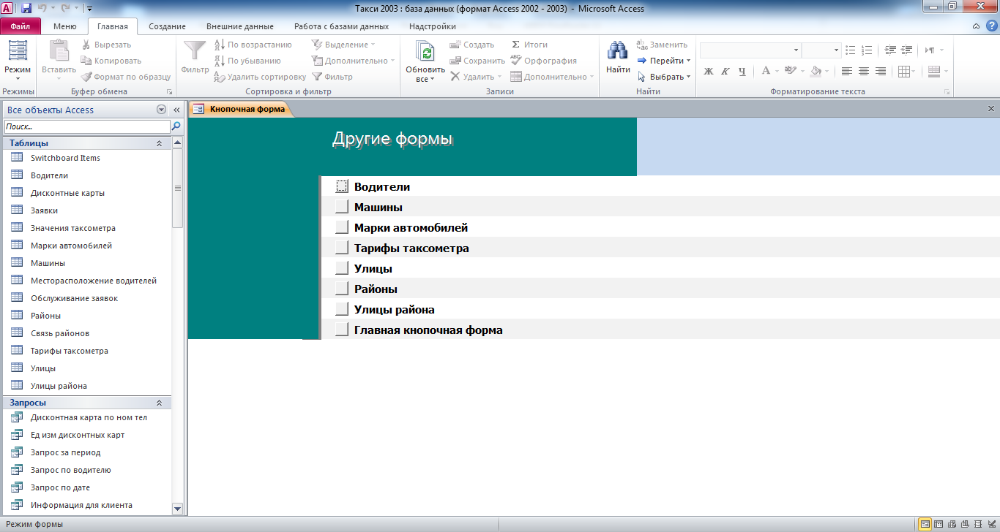 Такси 2003 : база данных (формат Access 2002 - 2003) - Microsoft Access
Файл Меню Главная Создание Внешние данные Работа с базами данных Надстройки
Режим
Режимы
Вставить
Вырезать
Копировать
Формат по образцу
Буфер обмена
Фильтр
По возрастанию
По убыванию
Удалить сортировку
Выделение
Дополнительно
Фильтр
Сортировка и фильтр
Обновить
все
Создать
Сохранить
Удалить
Итоги
Орфография
Дополнительно
Записи
Найти
Заменить
Перейти
Выбрать
Найти
Ж К Ч А
Форматирование текста
Все объекты Access
Поиск...
Таблицы
Switchboard Items
Водители
Дисконтные карты
Заявки
Значения таксометра
Марки автомобилей
Машины
Месторасположение водителей
Обслуживание заявок
Районы
Связь районов
Тарифы таксометра
Улицы
Улицы района
Запросы
Дисконтная карта по ном тел
Ед изм дисконтных карт
Запрос за период
Запрос по водителю
Запрос по дате
Информация для клиента
Кнопочная форма
Другие формы
Водители
Машины
Марки автомобилей
Тарифы таксометра
Улицы
Районы
Улицы района
Главная кнопочная форма
Режим формы